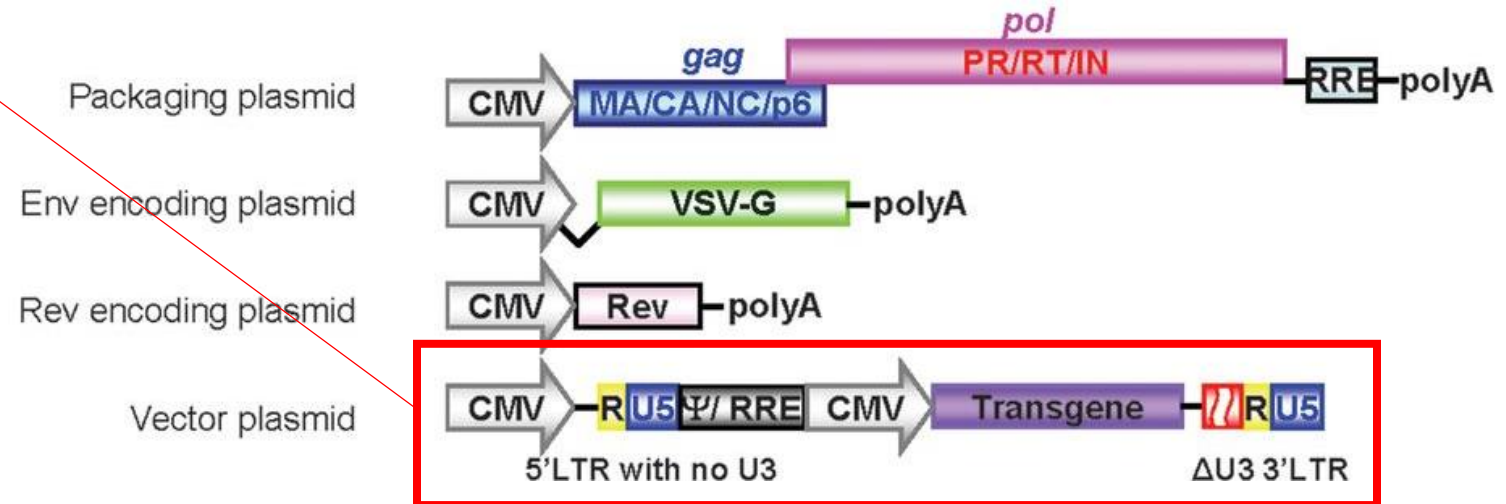 pol
gag
PR/RT/IN
Packaging plasmid CMV MA/CA/NC/p6 RRE polyA
Env encoding plasmid CMV VSV-G polyA
Rev encoding plasmid CMV Rev polyA
Vector plasmid CMV R U5 Ψ/ RRE CMV Transgene R U5
5'LTR with no U3 ΔU3 3'LTR